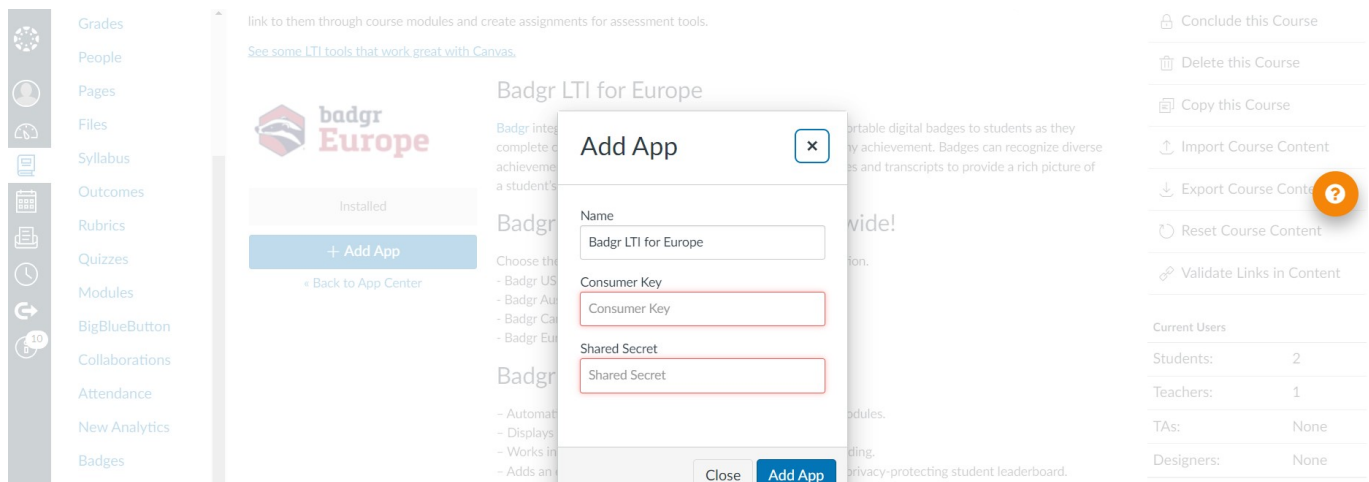 Grades
People
Pages
Files
Syllabus
Outcomes
Rubrics
Quizzes
Modules
BigBlueButton
Collaborations
Attendance
New Analytics
Badges
10
link to them through course modules and create assignments for assessment tools.
See some LTI tools that work great with Canvas.
badgr
Europe
Installed
+ Add App
« Back to App Center
Badgr LTI for Europe
Badgr integ
ortable digital badges to students as they
complete c
ny achievement. Badges can recognize diverse
achieveme
es and transcripts to provide a rich picture of
a student's
Badgr
wide!
Choose the
ion.
- Badgr US
- Badgr Aus
- Badgr Can
- Badgr Eur
Badgr
– Automat
odules.
– Displays
– Works in
ding.
– Adds an e
privacy-protecting student leaderboard.
Add App
×
Name
Badgr LTI for Europe
Consumer Key
Consumer Key
Shared Secret
Shared Secret
Close
Add App
Conclude this Course
Delete this Course
Copy this Course
Import Course Content
Export Course Conte
?
Reset Course Content
Validate Links in Content
Current Users
Students: 2
Teachers: 1
TAs: None
Designers: None